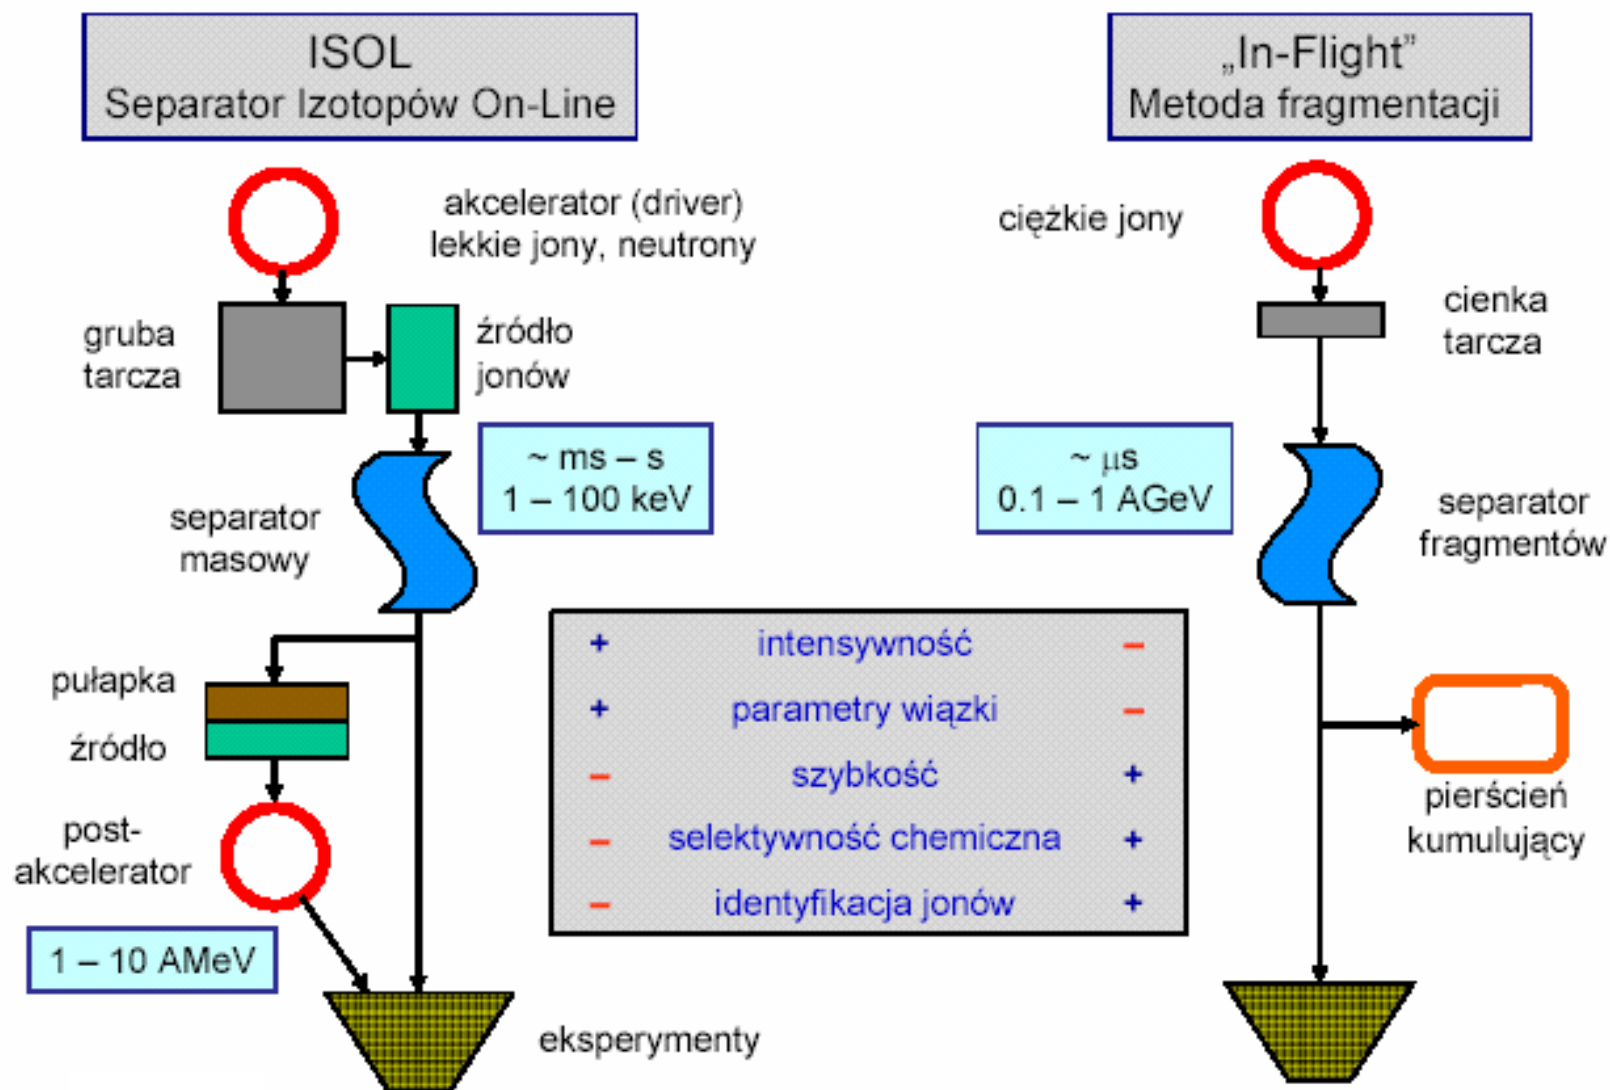 ISOL
Separator Izotopów On-Line
„In-Flight”
Metoda fragmentacji
akcelerator (driver)
lekkie jony, neutrony
ciężkie jony
gruba
tarcza
źródło
jonów
cienka
tarcza
~ ms – s
1 – 100 keV
~ μs
0.1 – 1 AGeV
separator
masowy
separator
fragmentów
+ intensywność –
+ parametry wiązki –
– szybkość +
– selektywność chemiczna +
– identyfikacja jonów +
pułapka
źródło
post-
akcelerator
1 – 10 AMeV
pierścień
kumulujący
eksperymenty